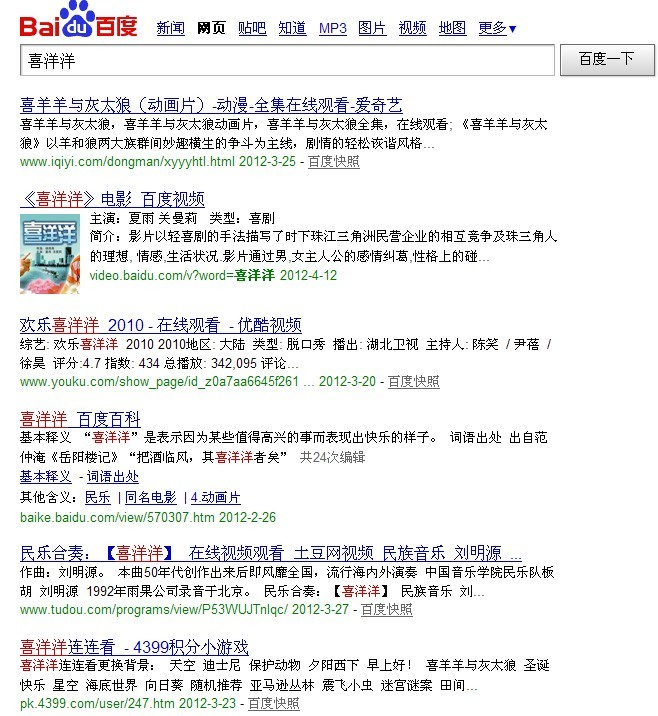 Bai du 百度 新闻 网页 贴吧 知道 MP3 图片 视频 地图 更多▼
喜洋洋 百度一下
喜羊羊与灰太狼（动画片）-动漫-全集在线观看-爱奇艺
喜羊羊与灰太狼，喜羊羊与灰太狼动画片，喜羊羊与灰太狼全集，在线观看；《喜羊羊与灰太
狼》以羊和狼两大族群间妙趣横生的争斗为主线，剧情的轻松诙谐风格...
www.iqiyi.com/dongman/xyyyhtl.html 2012-3-25 - 百度快照
《喜洋洋》电影_百度视频
喜洋洋
主演：夏雨 关曼莉 类型：喜剧
简介：影片以轻喜剧的手法描写了时下珠江三角洲民营企业的相互竞争及珠三角人
的理想, 情感,生活状况.影片通过男,女主人公的感情纠葛,性格上的碰...
video.baidu.com/v?word=喜洋洋 2012-4-12
欢乐喜洋洋 2010 - 在线观看 - 优酷视频
综艺: 欢乐喜洋洋 2010 2010地区: 大陆 类型: 脱口秀 播出: 湖北卫视 主持人: 陈笑 / 尹蓓 /
徐昊 评分:4.7 指数: 434 总播放: 342,095 评论...
www.youku.com/show_page/id_z0a7aa6645f261 ... 2012-3-20 - 百度快照
喜洋洋_百度百科
基本释义 “喜洋洋”是表示因为某些值得高兴的事而表现出快乐的样子。 词语出处 出自范
仲淹《岳阳楼记》“把酒临风，其喜洋洋者矣” 共24次编辑
基本释义 - 词语出处
其他含义：民乐 | 同名电影 | 4.动画片
baike.baidu.com/view/570307.htm 2012-2-26
民乐合奏：【喜洋洋】_在线视频观看_土豆网视频 民族音乐 刘明源 ...
作曲：刘明源。 本曲50年代创作出来后即风靡全国，流行海内外演奏 中国音乐学院民乐队板
胡 刘明源 1992年雨果公司录音于北京。 民乐合奏：【喜洋洋】 民族音乐 刘...
www.tudou.com/programs/view/P53WUJTnIqc/ 2012-3-27 - 百度快照
喜洋洋连连看 - 4399积分小游戏
喜洋洋连连看更换背景： 天空 迪士尼 保护动物 夕阳西下 早上好！ 喜羊羊与灰太狼 圣诞
快乐 星空 海底世界 向日葵 随机推荐 亚马逊丛林 震飞小虫 迷宫谜案 田间...
pk.4399.com/user/247.htm 2012-3-23 - 百度快照